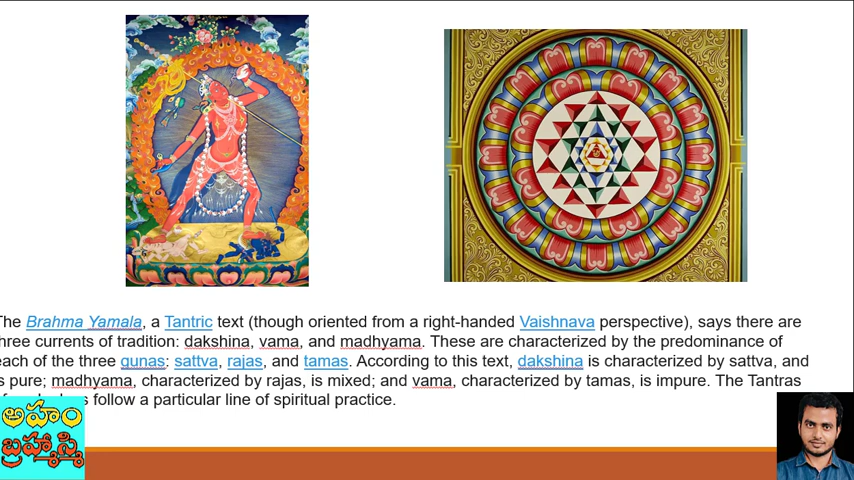 The Brahma Yamala, a Tantric text (though oriented from a right-handed Vaishnava perspective), says there are
three currents of tradition: dakshina, vama, and madhyama. These are characterized by the predominance of
each of the three gunas: sattva, rajas, and tamas. According to this text, dakshina is characterized by sattva, and
is pure; madhyama, characterized by rajas, is mixed; and vama, characterized by tamas, is impure. The Tantras
follow a particular line of spiritual practice.
అహం
బ్రహ్మాస్మి